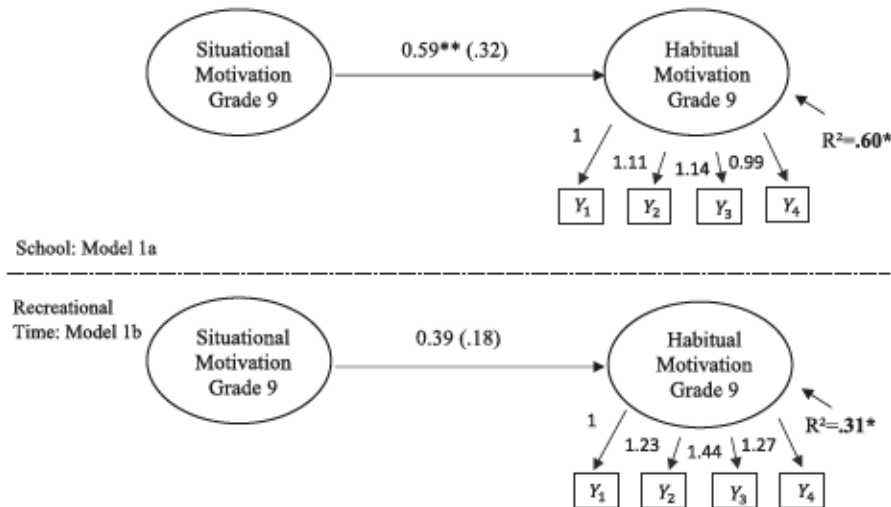 Situational
Motivation
Grade 9
0.59** (.32)
Habitual
Motivation
Grade 9
R²=.60*
1
1.11
1.14
0.99
Y₁
Y₂
Y₃
Y₄
School: Model 1a
Recreational
Time: Model 1b
Situational
Motivation
Grade 9
0.39 (.18)
Habitual
Motivation
Grade 9
R²=.31*
1
1.23
1.44
1.27
Y₁
Y₂
Y₃
Y₄